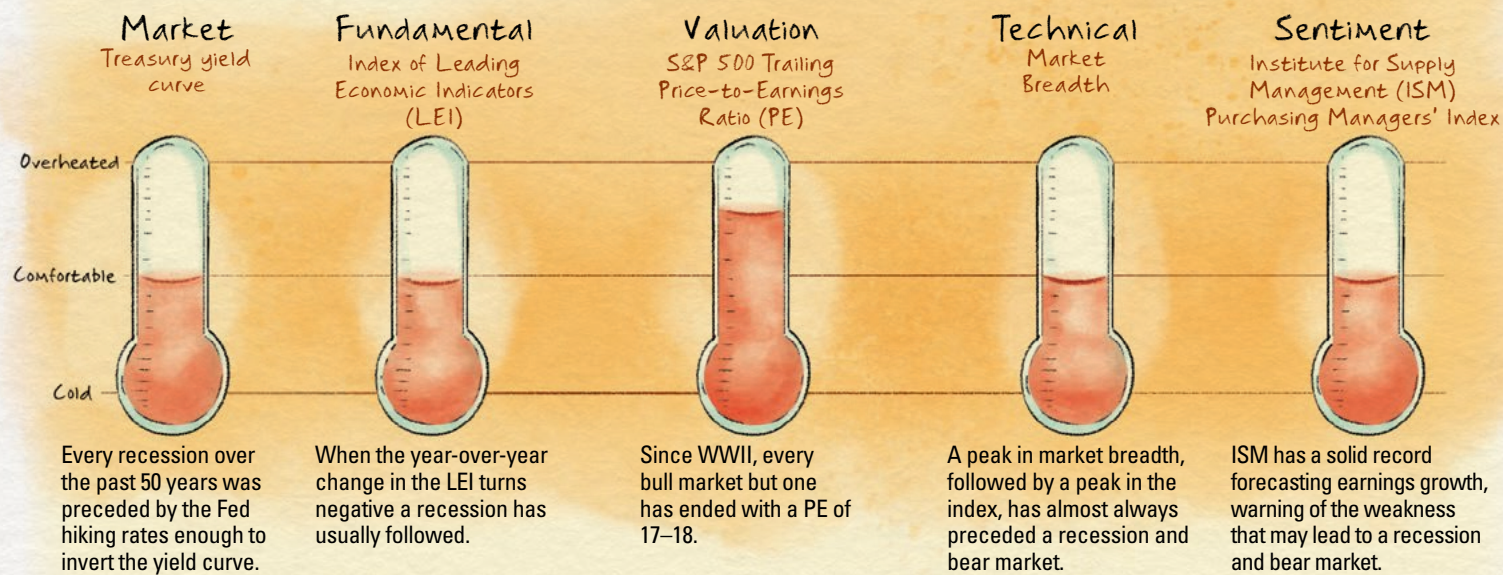 Market
Treasury yield
curve
Fundamental
Index of Leading
Economic Indicators
(LEI)
Valuation
S&P 500 Trailing
Price-to-Earnings
Ratio (PE)
Technical
Market
Breadth
Sentiment
Institute for Supply
Management (ISM)
Purchasing Managers' Index
Overheated
Comfortable
Cold
Every recession over
the past 50 years was
preceded by the Fed
hiking rates enough to
invert the yield curve.
When the year-over-year
change in the LEI turns
negative a recession has
usually followed.
Since WWII, every
bull market but one
has ended with a PE of
17–18.
A peak in market breadth,
followed by a peak in the
index, has almost always
preceded a recession and
bear market.
ISM has a solid record
forecasting earnings growth,
warning of the weakness
that may lead to a recession
and bear market.